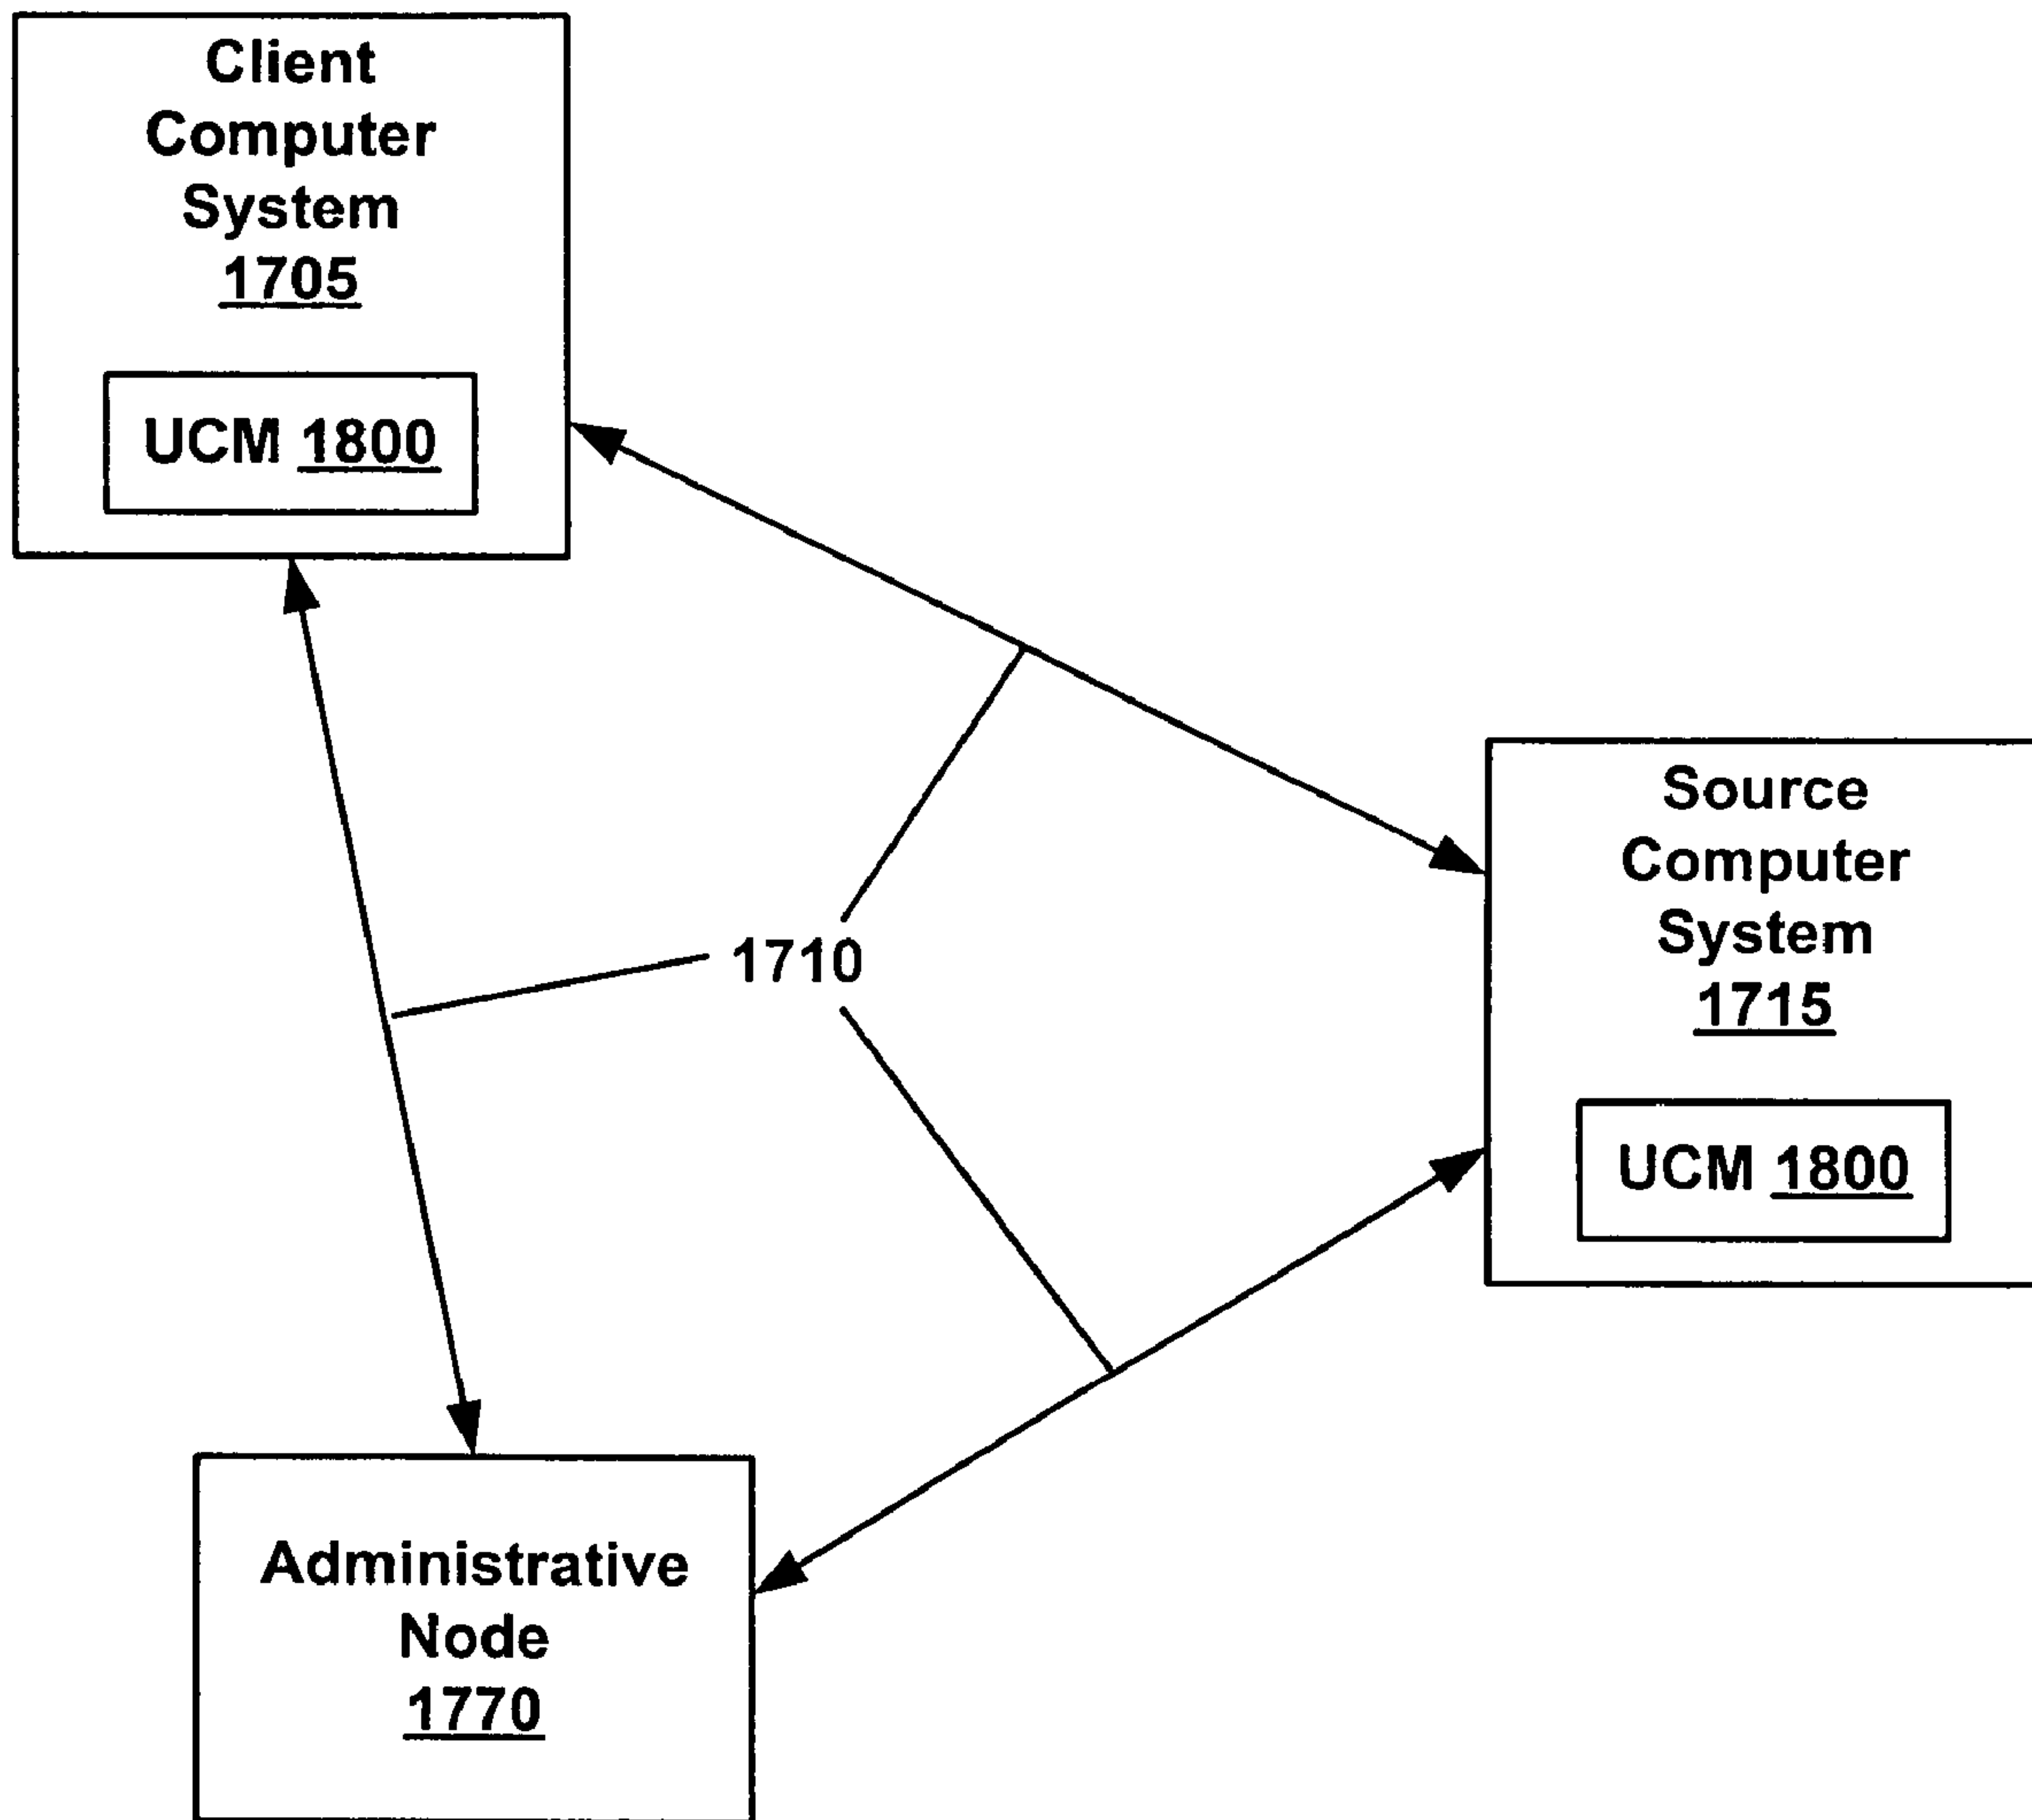 Client
Computer
System
1705
UCM 1800
1710
Source
Computer
System
1715
UCM 1800
Administrative
Node
1770